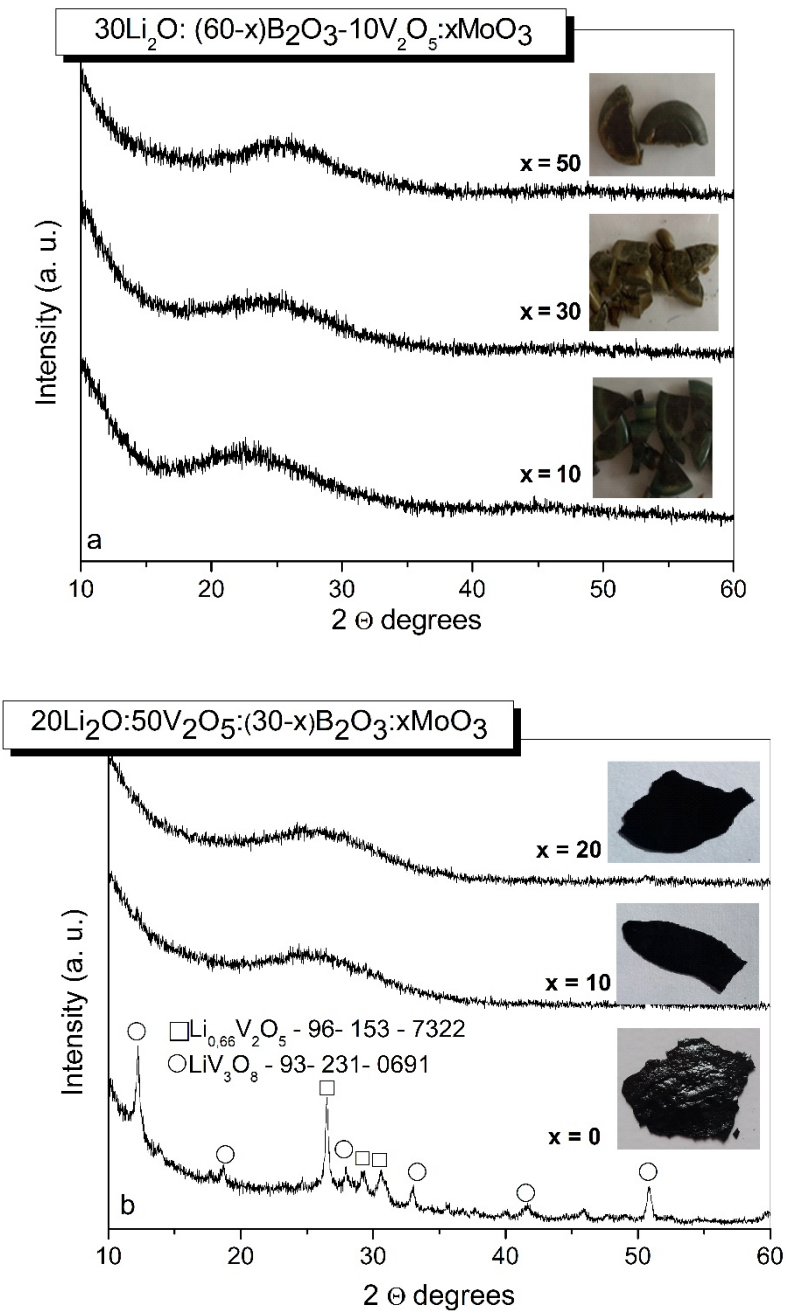 30Li₂O: (60-x)B₂O₃-10V₂O₅:xMoO₃
x = 50
x = 30
x = 10
a
Intensity (a. u.)
10 20 30 40 50 60
2 Θ degrees
20Li₂O:50V₂O₅:(30-x)B₂O₃:xMoO₃
x = 20
x = 10
□Li₀,₆₆V₂O₅ - 96- 153 - 7322
○LiV₃O₈ - 93- 231- 0691
x = 0
b
Intensity (a. u.)
10 20 30 40 50 60
2 Θ degrees